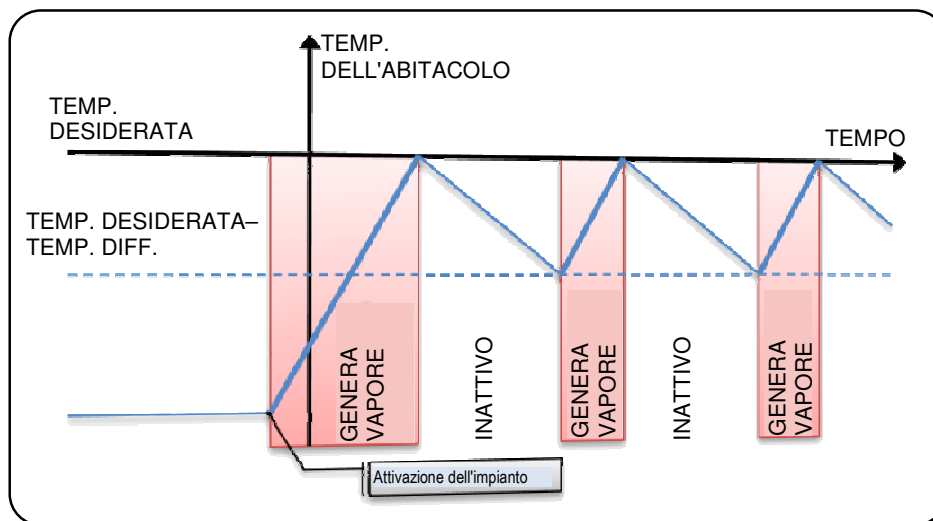 TEMP.
DELL'ABITACOLO
TEMP.
DESIDERATA
TEMPO
TEMP. DESIDERATA–
TEMP. DIFF.
GENERA
VAPORE
INATTIVO
GENERA
VAPORE
INATTIVO
GENERA
VAPORE
Attivazione dell'impianto